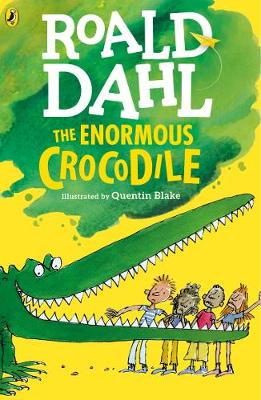 ROALD
DAHL
THE ENORMOUS
CROCODILE
Illustrated by Quentin Blake